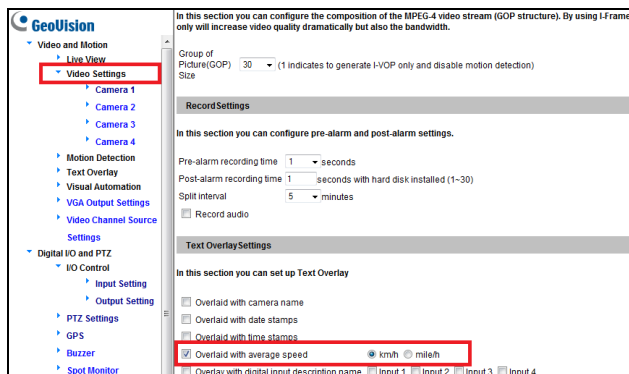 GeoVision
Video and Motion
Live View
Video Settings
Camera 1
Camera 2
Camera 3
Camera 4
Motion Detection
Text Overlay
Visual Automation
VGA Output Settings
Video Channel Source
Settings
Digital I/O and PTZ
I/O Control
Input Setting
Output Setting
PTZ Settings
GPS
Buzzer
Spot Monitor
In this section you can configure the composition of the MPEG-4 video stream (GOP structure). By using I-Frame
only will increase video quality dramatically but also the bandwidth.
Group of
Picture(GOP) 30 (1 indicates to generate I-VOP only and disable motion detection)
Size
Record Settings
In this section you can configure pre-alarm and post-alarm settings.
Pre-alarm recording time 1 seconds
Post-alarm recording time 1 seconds with hard disk installed (1~30)
Split interval 5 minutes
Record audio
Text Overlay Settings
In this section you can set up Text Overlay
Overlaid with camera name
Overlaid with date stamps
Overlaid with time stamps
Overlaid with average speed km/h mile/h
Overlay with digital input description name Input 1 Input 2 Input 3 Input 4